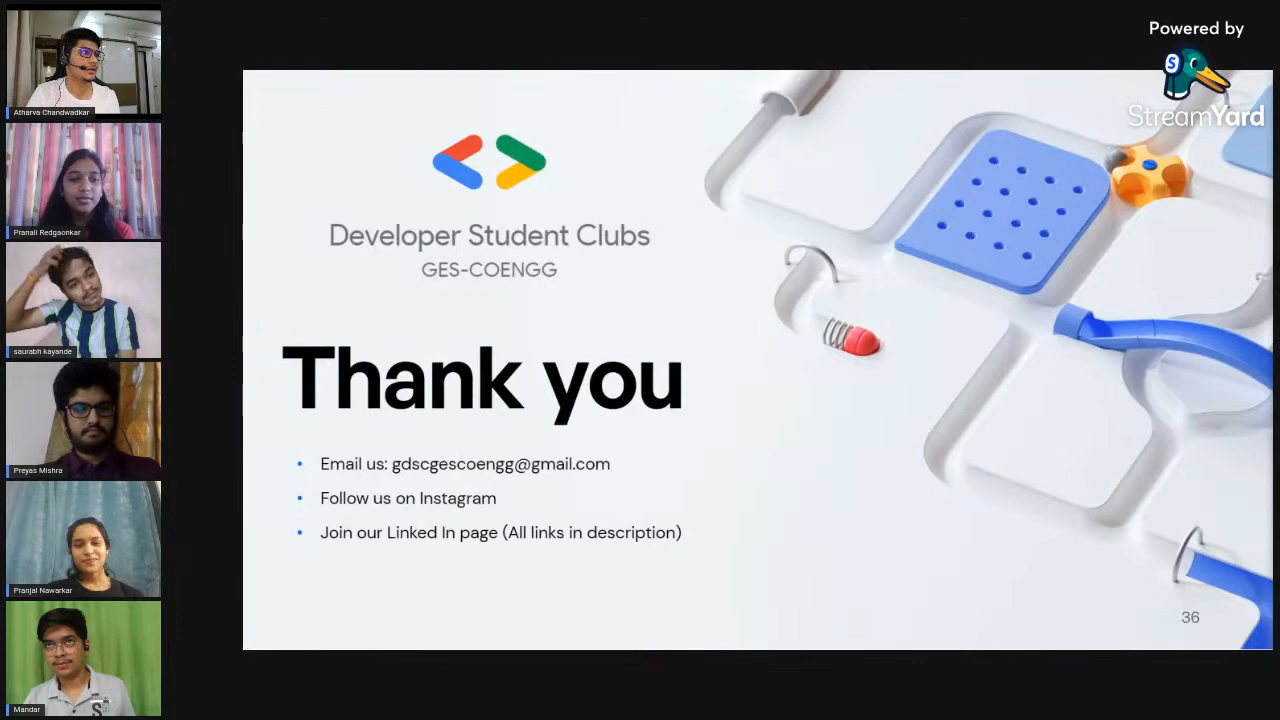 Powered by
StreamYard
Atharva Chandwadkar
Pranali Redgaonkar
saurabh kayande
Preyas Mishra
Pranjal Nawarkar
Mandar
S
Developer Student Clubs
GES-COENGG
Thank you
• Email us: gdscgescoengg@gmail.com
• Follow us on Instagram
• Join our Linked In page (All links in description)
36